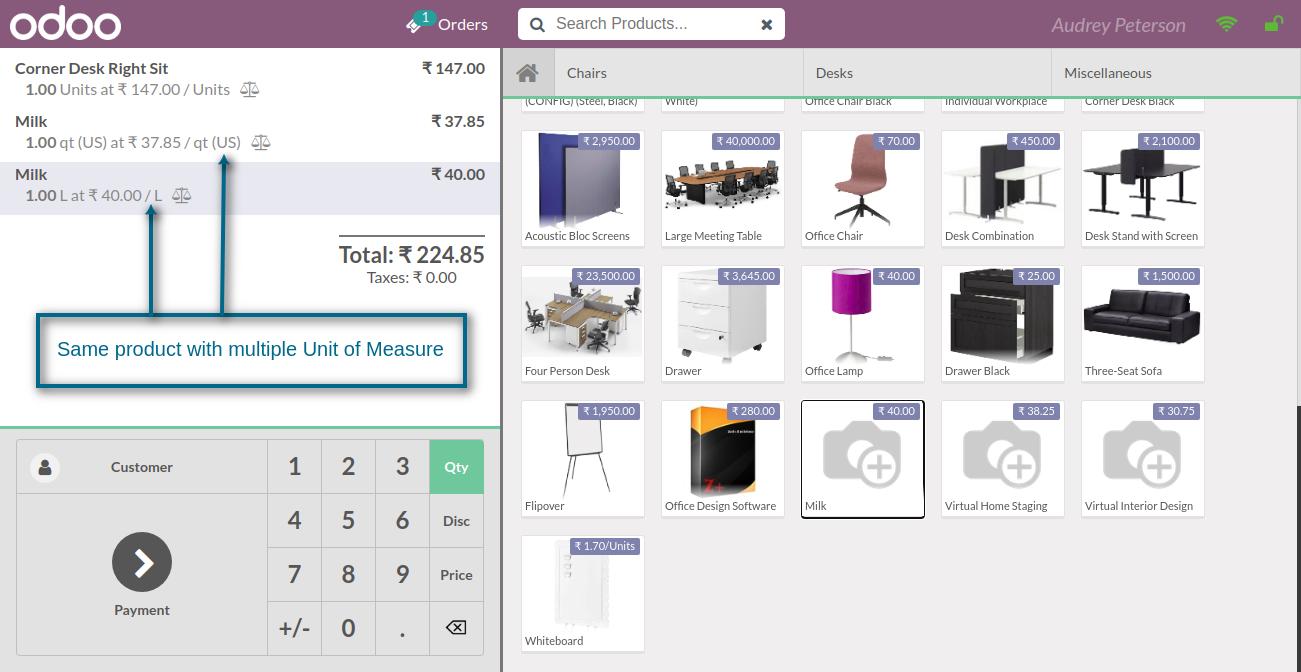 odoo
1
Orders
Search Products...
Audrey Peterson
Corner Desk Right Sit ₹ 147.00
1.00 Units at ₹ 147.00 / Units
Milk ₹ 37.85
1.00 qt (US) at ₹ 37.85 / qt (US)
Milk ₹ 40.00
1.00 L at ₹ 40.00 / L
Total: ₹ 224.85
Taxes: ₹ 0.00
Same product with multiple Unit of Measure
Customer
Payment
1 2 3 Qty
4 5 6 Disc
7 8 9 Price
+/- 0 .
Chairs Desks Miscellaneous
(CONFIG) (Steel, Black) White) Office Chair Black Individual Workplace Corner Desk Black
₹ 2,950.00 ₹ 40,000.00 ₹ 70.00 ₹ 450.00 ₹ 2,100.00
Acoustic Bloc Screens Large Meeting Table Office Chair Desk Combination Desk Stand with Screen
₹ 23,500.00 ₹ 3,645.00 ₹ 40.00 ₹ 25.00 ₹ 1,500.00
Four Person Desk Drawer Office Lamp Drawer Black Three-Seat Sofa
₹ 1,950.00 ₹ 280.00 ₹ 40.00 ₹ 38.25 ₹ 30.75
Z+
Flipover Office Design Software Milk Virtual Home Staging Virtual Interior Design
₹ 1.70/Units
Whiteboard